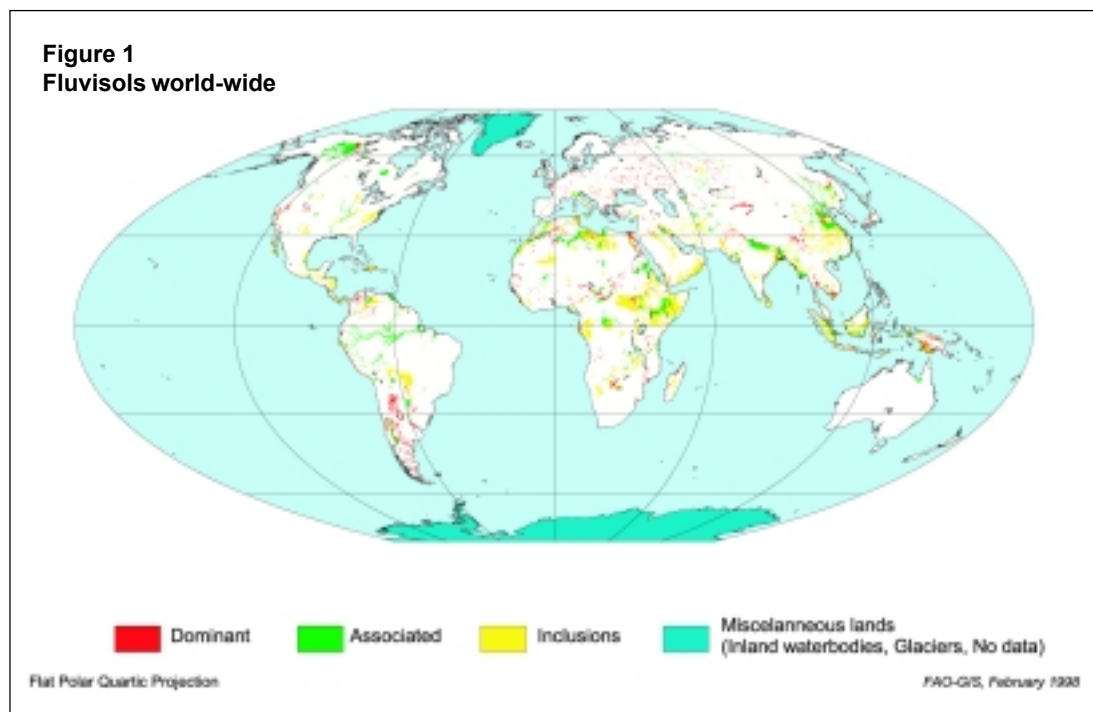 Figure 1
Fluvisols world-wide
Dominant
Associated
Inclusions
Miscelanneous lands
(Inland waterbodies, Glaciers, No data)
Flat Polar Quartic Projection
FAO-GIS, February 1998